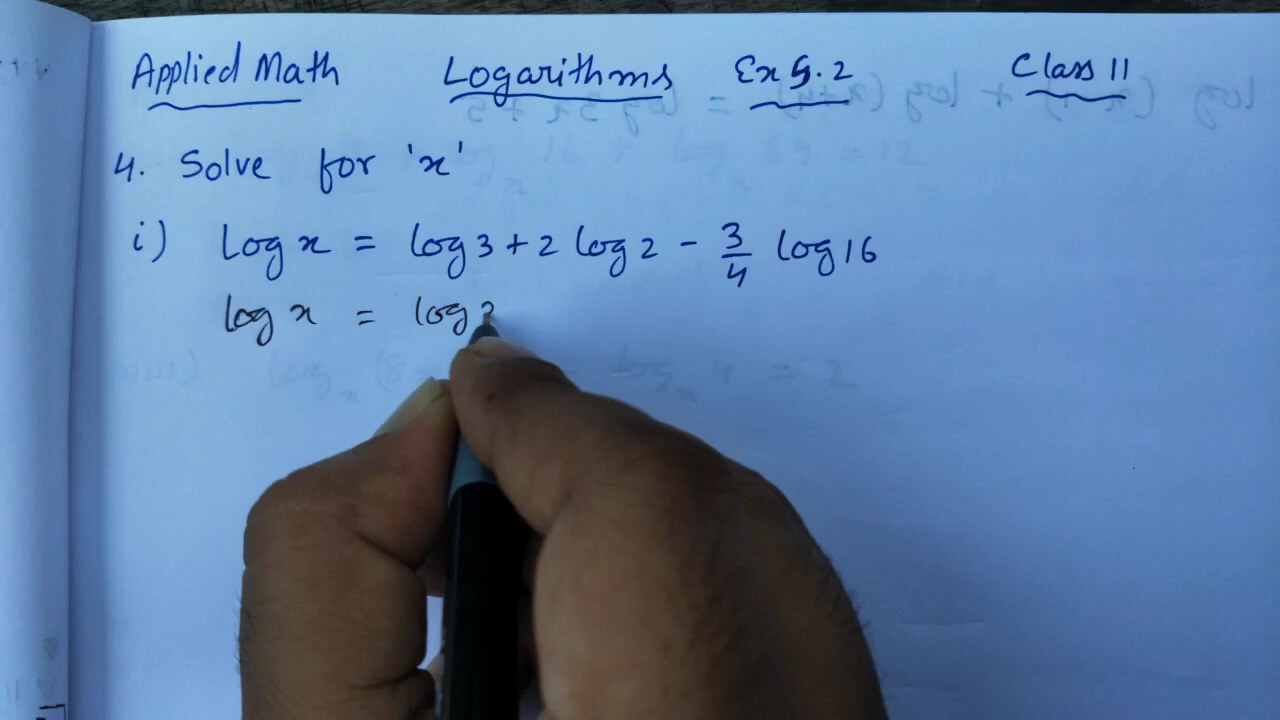 Applied Math Logarithms Ex 5.2 Class 11
4. Solve for 'x'
i) log x = log 3 + 2 log 2 - 3/4 log 16
log x = log